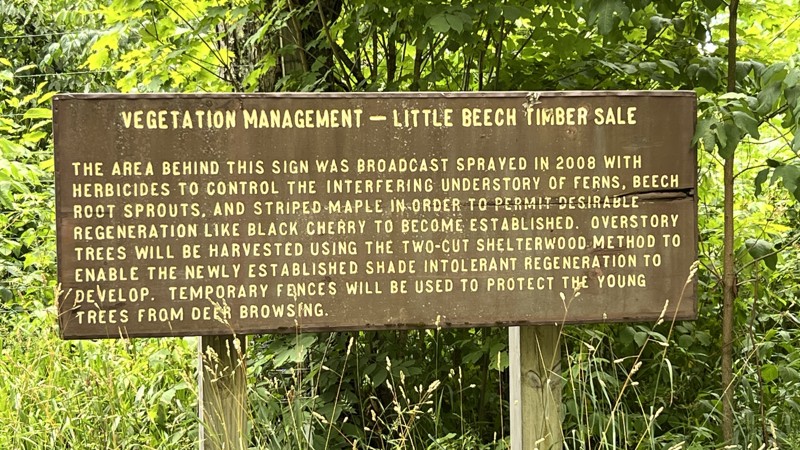 VEGETATION MANAGEMENT — LITTLE BEECH TIMBER SALE
THE AREA BEHIND THIS SIGN WAS BROADCAST SPRAYED IN 2008 WITH
HERBICIDES TO CONTROL THE INTERFERING UNDERSTORY OF FERNS, BEECH
ROOT SPROUTS, AND STRIPED MAPLE IN ORDER TO PERMIT DESIRABLE
REGENERATION LIKE BLACK CHERRY TO BECOME ESTABLISHED. OVERSTORY
TREES WILL BE HARVESTED USING THE TWO-CUT SHELTERWOOD METHOD TO
ENABLE THE NEWLY ESTABLISHED SHADE INTOLERANT REGENERATION TO
DEVELOP. TEMPORARY FENCES WILL BE USED TO PROTECT THE YOUNG
TREES FROM DEER BROWSING.